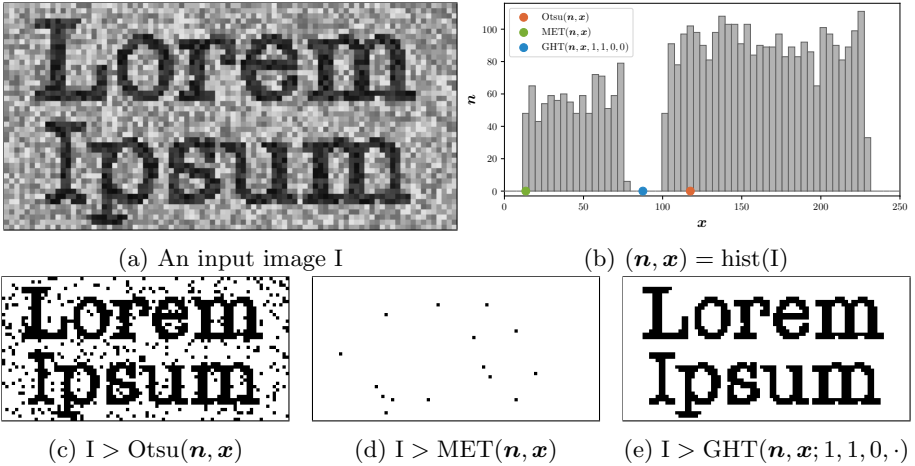 Lorem
Ipsum
(a) An input image I
n
100
80
60
40
20
0
Otsu(n, x)
MET(n, x)
GHT(n, x, 1, 1, 0, 0)
0 50 100 150 200 250
x
(b) (n, x) = hist(I)
Lorem
Ipsum
(c) I > Otsu(n, x)
(d) I > MET(n, x)
Lorem
Ipsum
(e) I > GHT(n, x; 1, 1, 0, ·)